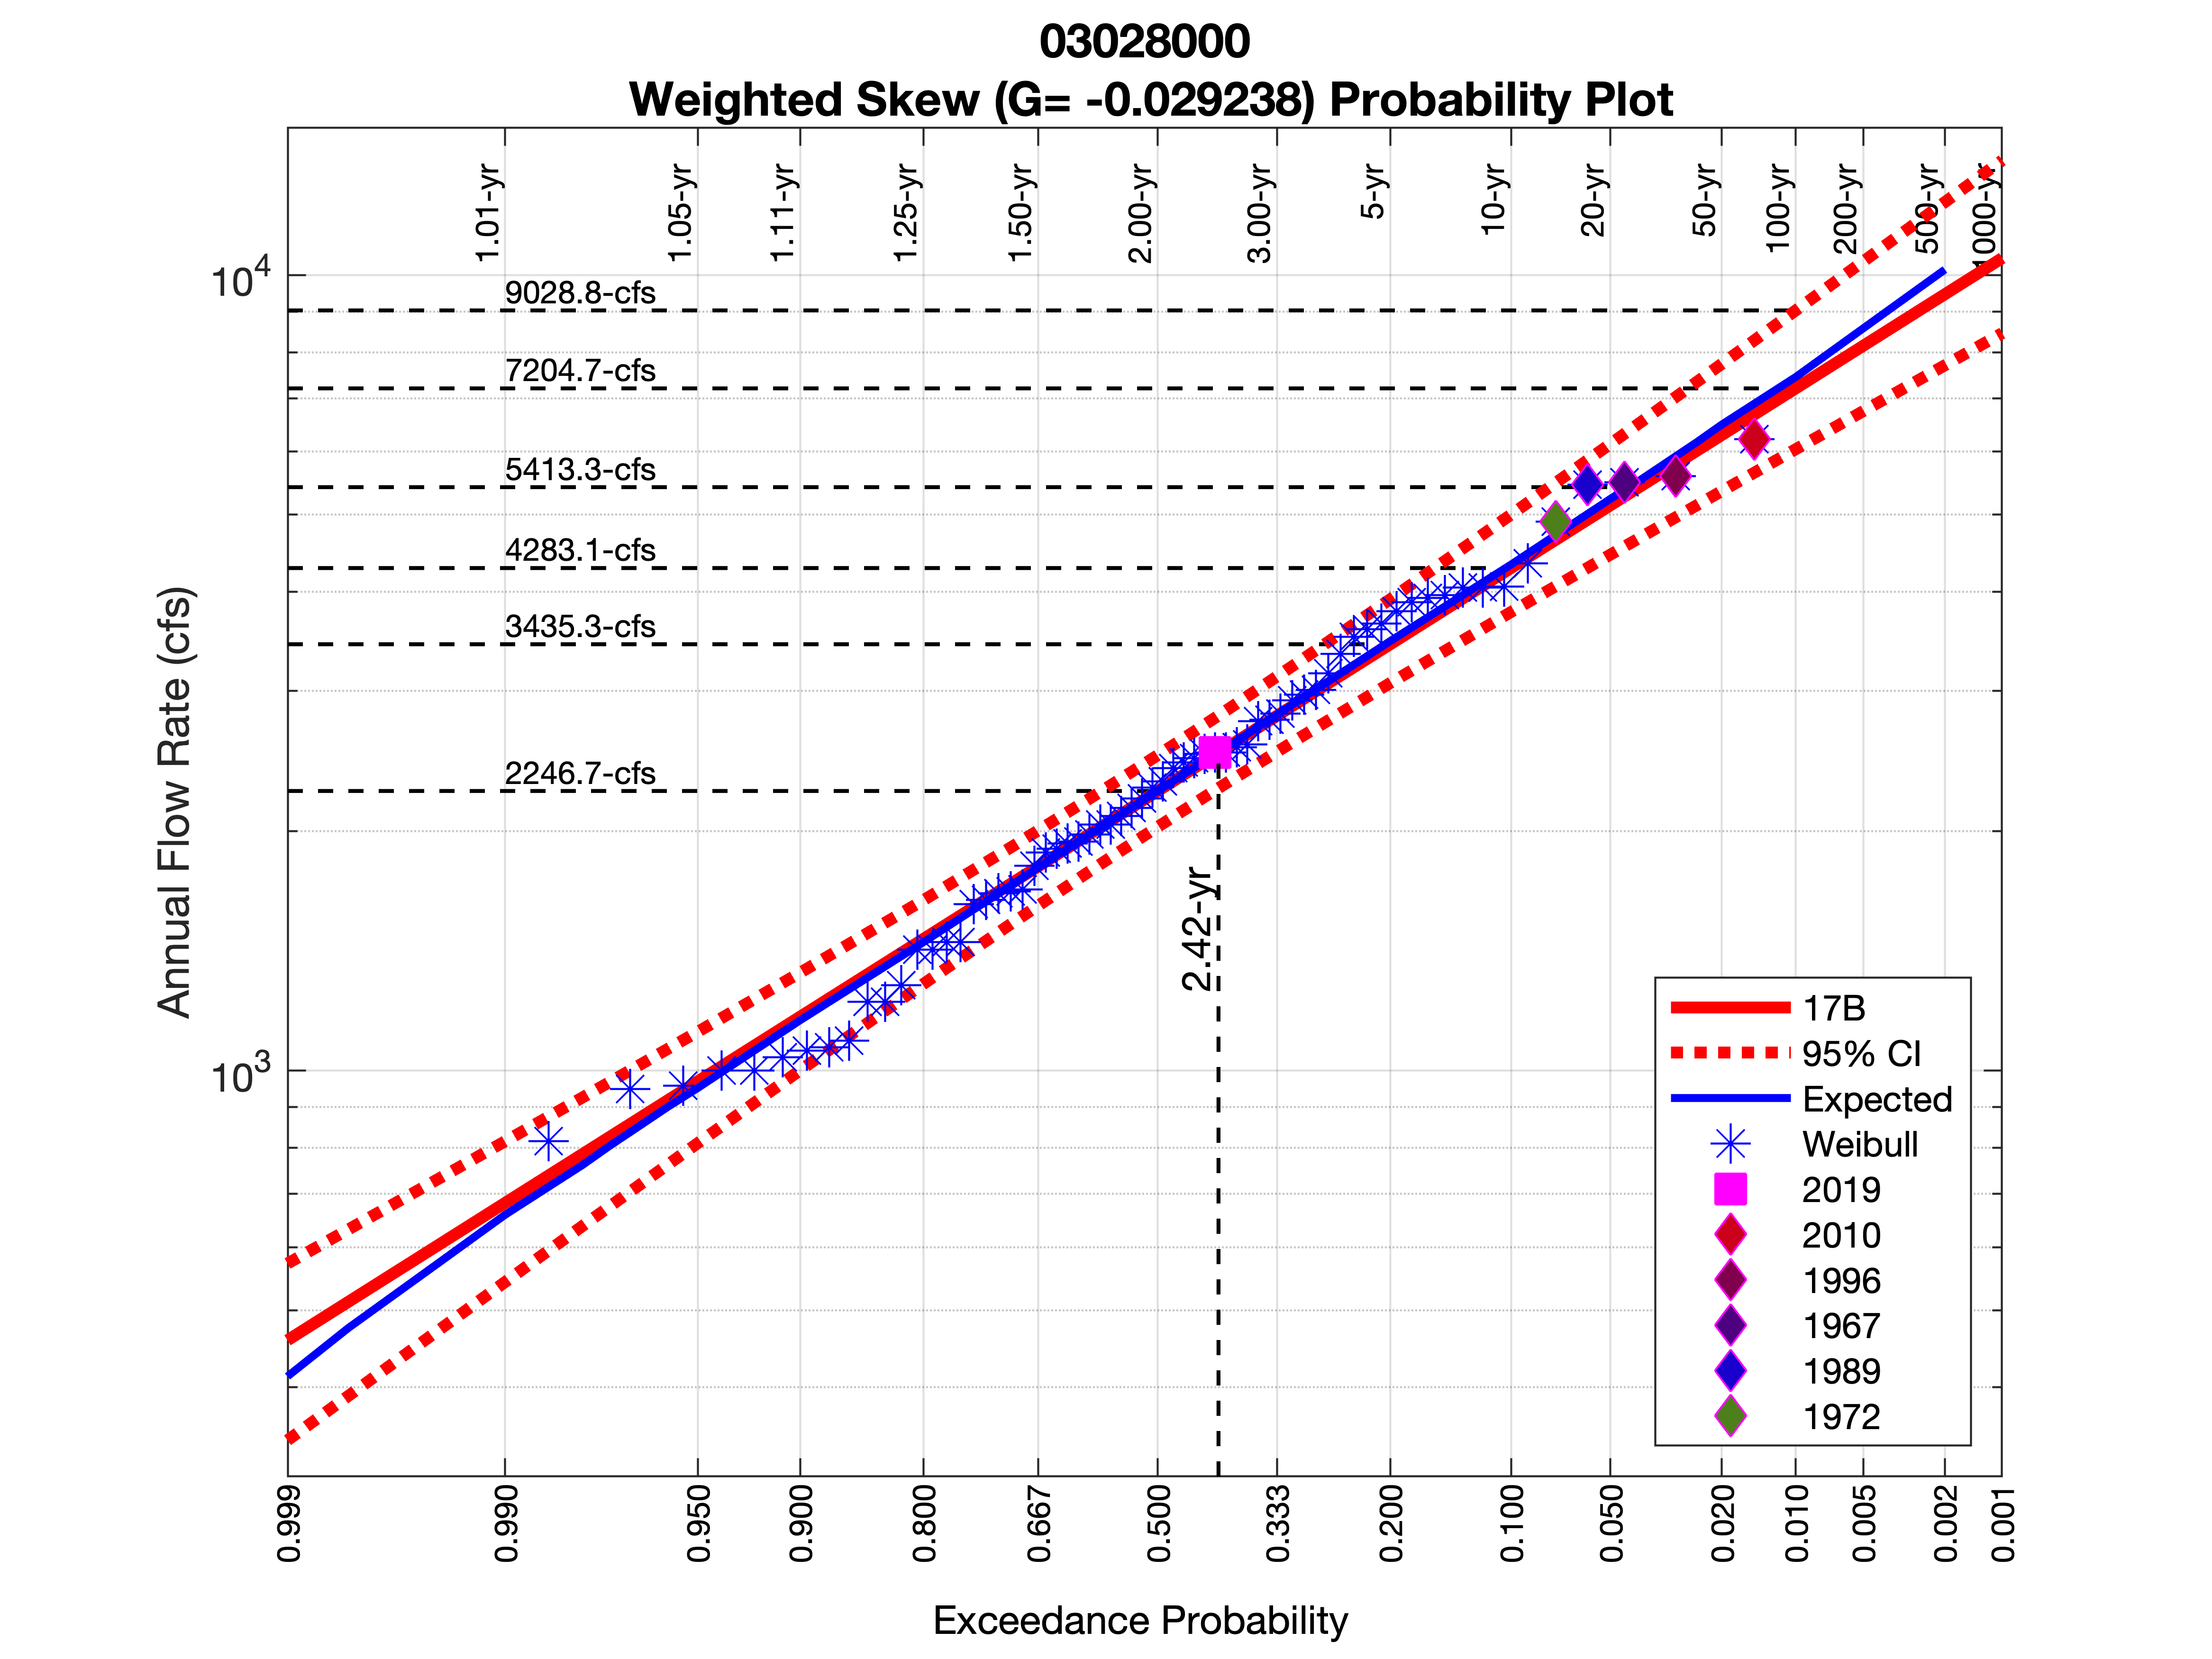 03028000
Weighted Skew (G= -0.029238) Probability Plot
1.01-yr
1.05-yr
1.11-yr
1.25-yr
1.50-yr
2.00-yr
3.00-yr
5-yr
10-yr
20-yr
50-yr
100-yr
200-yr
500-yr
1000-yr
10⁴
10³
Annual Flow Rate (cfs)
9028.8-cfs
7204.7-cfs
5413.3-cfs
4283.1-cfs
3435.3-cfs
2246.7-cfs
2.42-yr
17B
95% CI
Expected
Weibull
2019
2010
1996
1967
1989
1972
0.999
0.990
0.950
0.900
0.800
0.667
0.500
0.333
0.200
0.100
0.050
0.020
0.010
0.005
0.002
0.001
Exceedance Probability